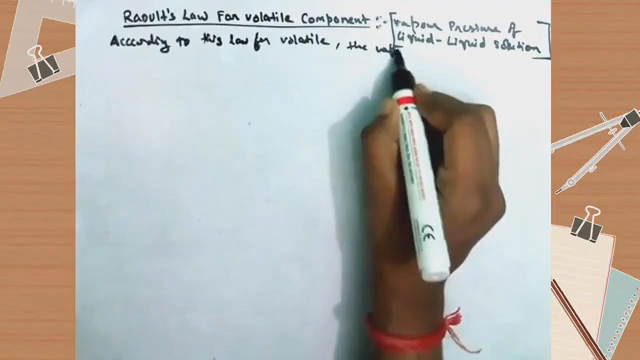 Raoult's Law For Volatile Component :- [Vapour Pressure of
Liquid-Liquid solution]
According to this law for volatile, the